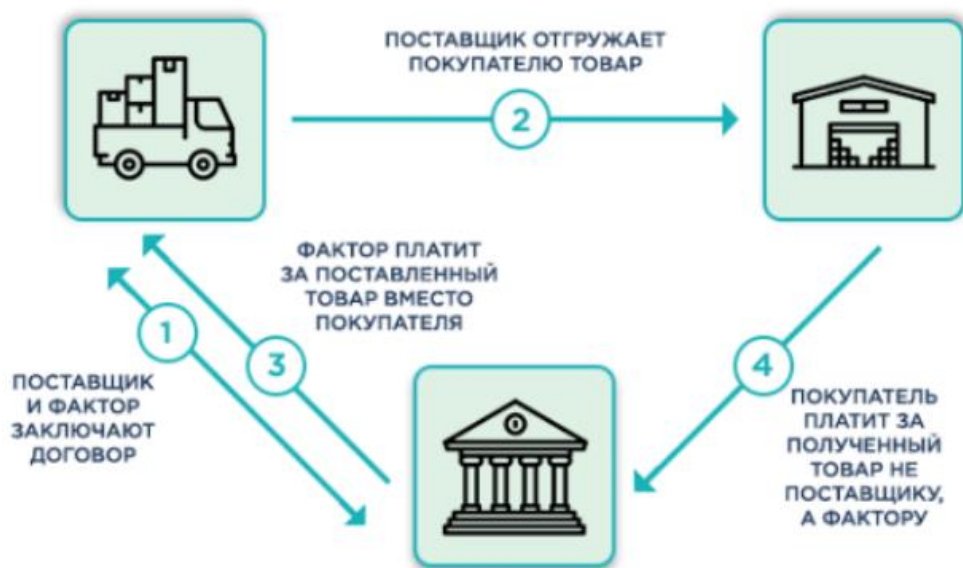 ПОСТАВЩИК ОТГРУЖАЕТ
ПОКУПАТЕЛЮ ТОВАР
2
ФАКТОР ПЛАТИТ
ЗА ПОСТАВЛЕННЫЙ
ТОВАР ВМЕСТО
ПОКУПАТЕЛЯ
1
3
4
ПОСТАВЩИК
И ФАКТОР
ЗАКЛЮЧАЮТ
ДОГОВОР
ПОКУПАТЕЛЬ
ПЛАТИТ ЗА
ПОЛУЧЕННЫЙ
ТОВАР НЕ
ПОСТАВЩИКУ,
А ФАКТОРУ